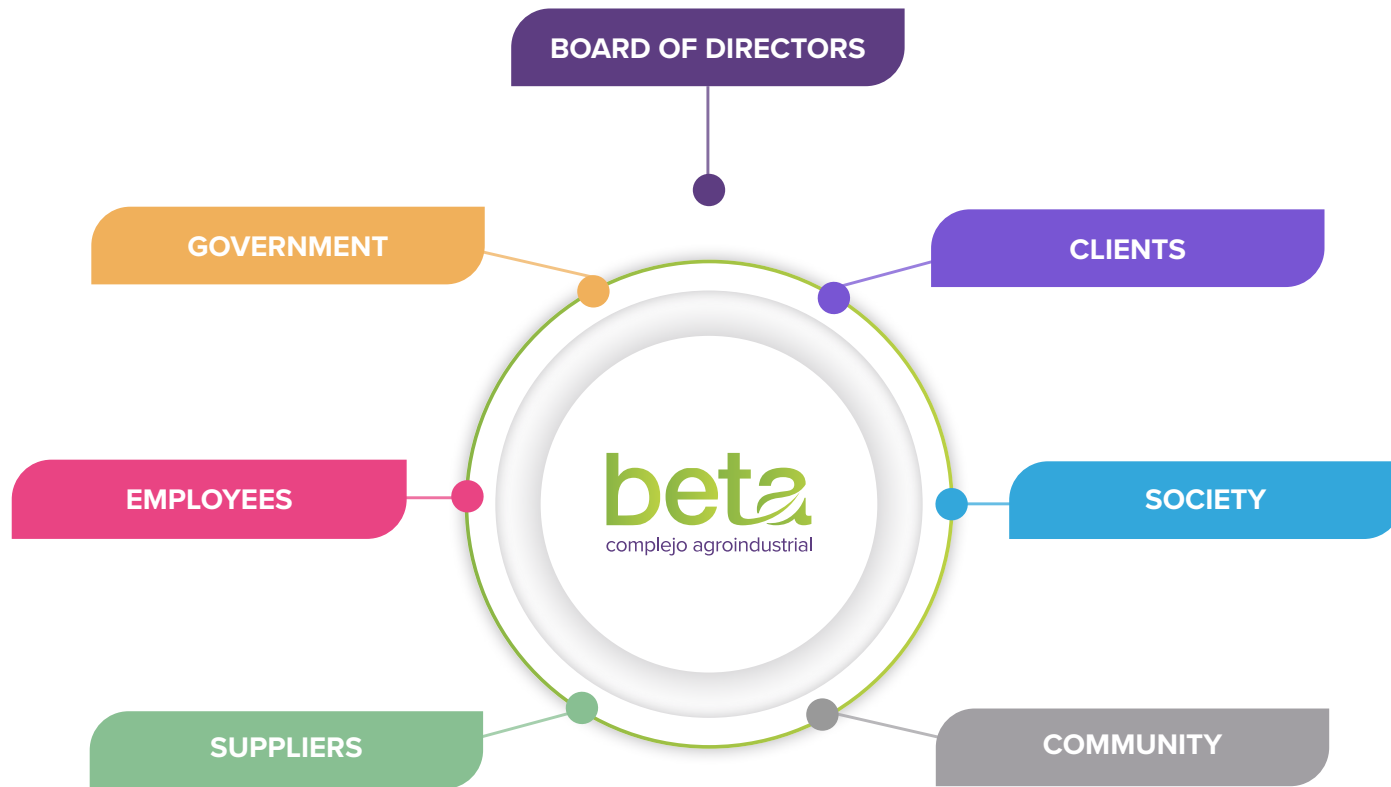 BOARD OF DIRECTORS
GOVERNMENT
CLIENTS
EMPLOYEES
beta
complejo agroindustrial
SOCIETY
SUPPLIERS
COMMUNITY